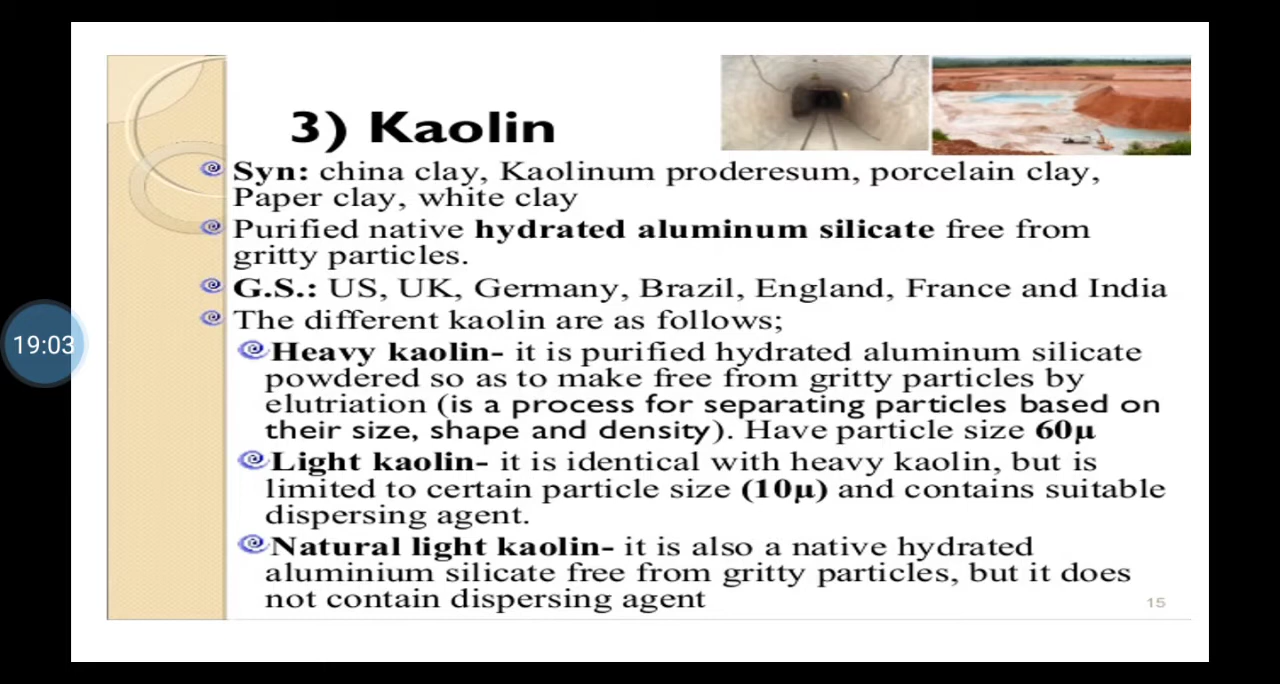 3) Kaolin
Syn: china clay, Kaolinum proderesum, porcelain clay,
Paper clay, white clay
Purified native hydrated aluminum silicate free from
gritty particles.
G.S.: US, UK, Germany, Brazil, England, France and India
The different kaolin are as follows;
Heavy kaolin- it is purified hydrated aluminum silicate
powdered so as to make free from gritty particles by
elutriation (is a process for separating particles based on
their size, shape and density). Have particle size 60µ
Light kaolin- it is identical with heavy kaolin, but is
limited to certain particle size (10µ) and contains suitable
dispersing agent.
Natural light kaolin- it is also a native hydrated
aluminium silicate free from gritty particles, but it does
not contain dispersing agent
15
19:03